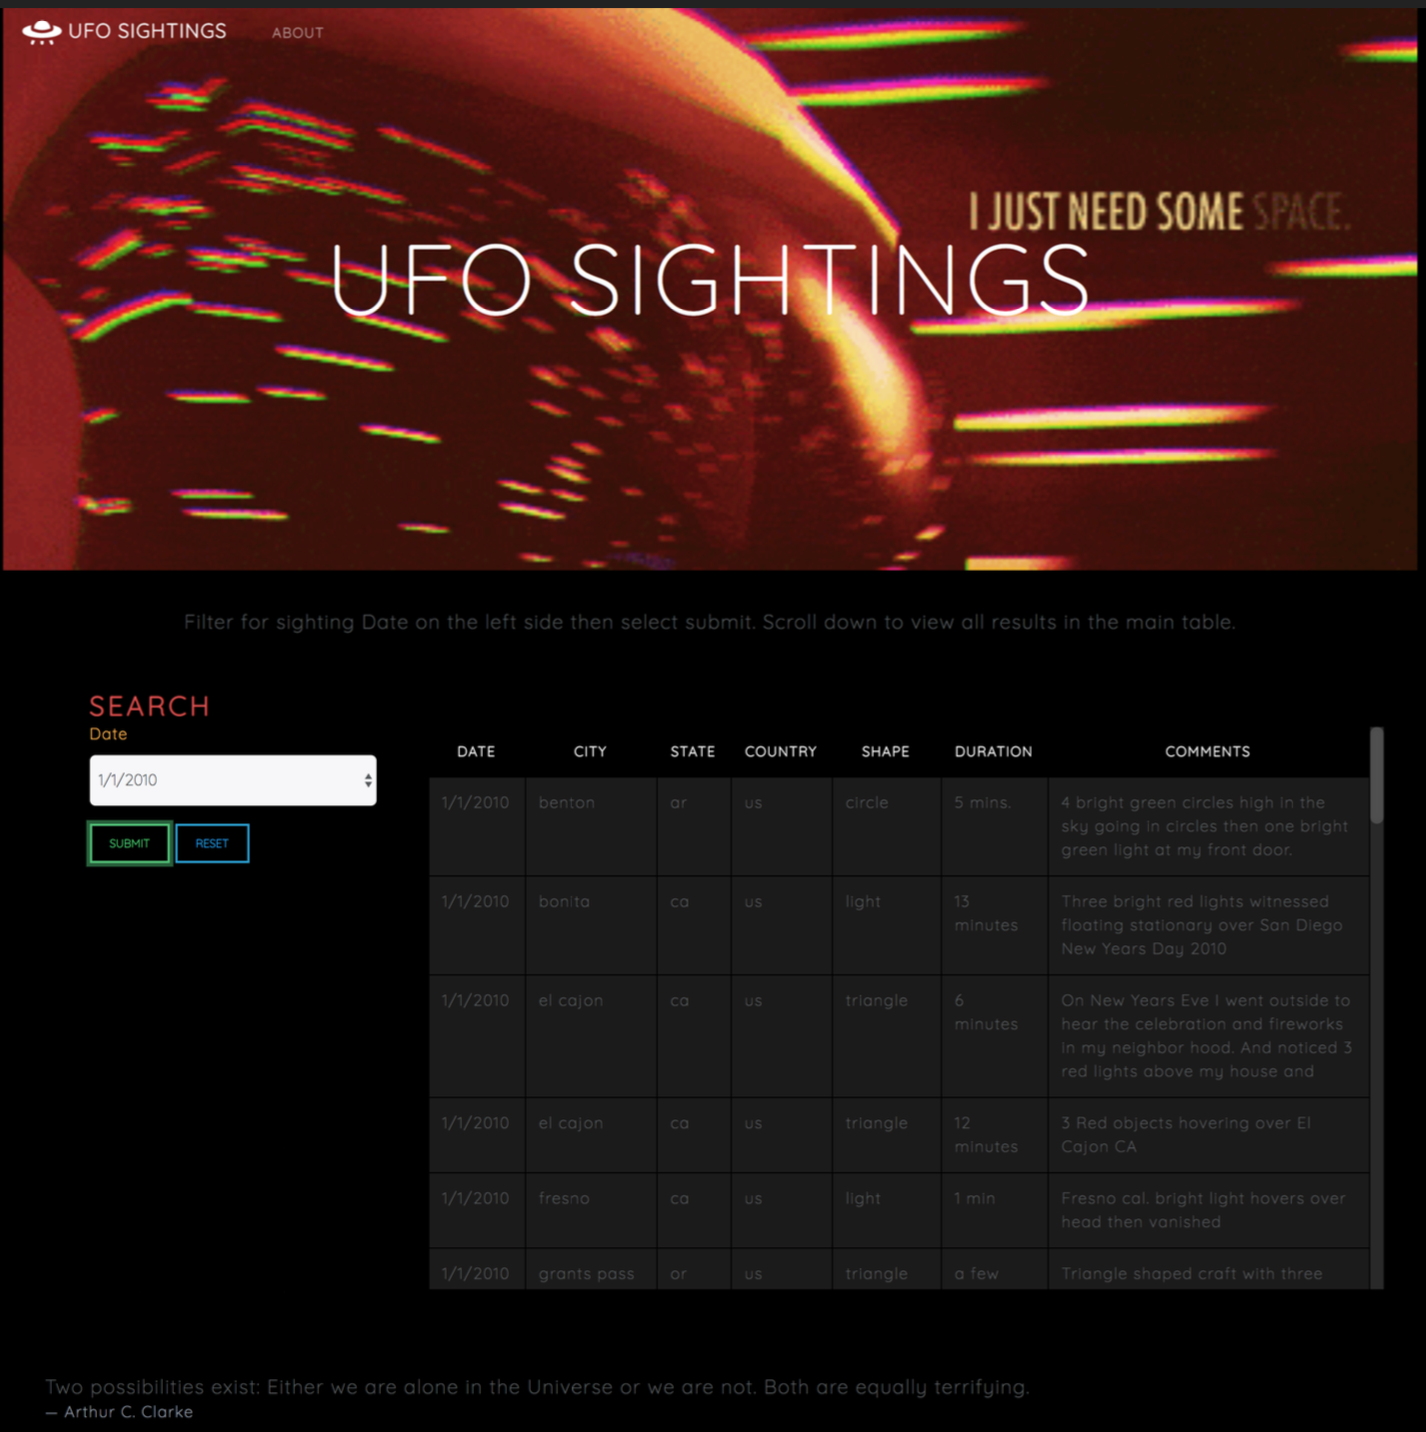 UFO SIGHTINGS ABOUT
I JUST NEED SOME SPACE.
UFO SIGHTINGS
Filter for sighting Date on the left side then select submit. Scroll down to view all results in the main table.
SEARCH
Date
1/1/2010
SUBMIT RESET
DATE CITY STATE COUNTRY SHAPE DURATION COMMENTS
1/1/2010 benton ar us circle 5 mins. 4 bright green circles high in the
sky going in circles then one bright
green light at my front door.
1/1/2010 bonita ca us light 13 Three bright red lights witnessed
minutes floating stationary over San Diego
New Years Day 2010
1/1/2010 el cajon ca us triangle 6 On New Years Eve I went outside to
minutes hear the celebration and fireworks
in my neighbor hood. And noticed 3
red lights above my house and
1/1/2010 el cajon ca us triangle 12 3 Red objects hovering over El
minutes Cajon CA
1/1/2010 fresno ca us light 1 min Fresno cal. bright light hovers over
head then vanished
1/1/2010 grants pass or us triangle a few Triangle shaped craft with three
Two possibilities exist: Either we are alone in the Universe or we are not. Both are equally terrifying.
— Arthur C. Clarke